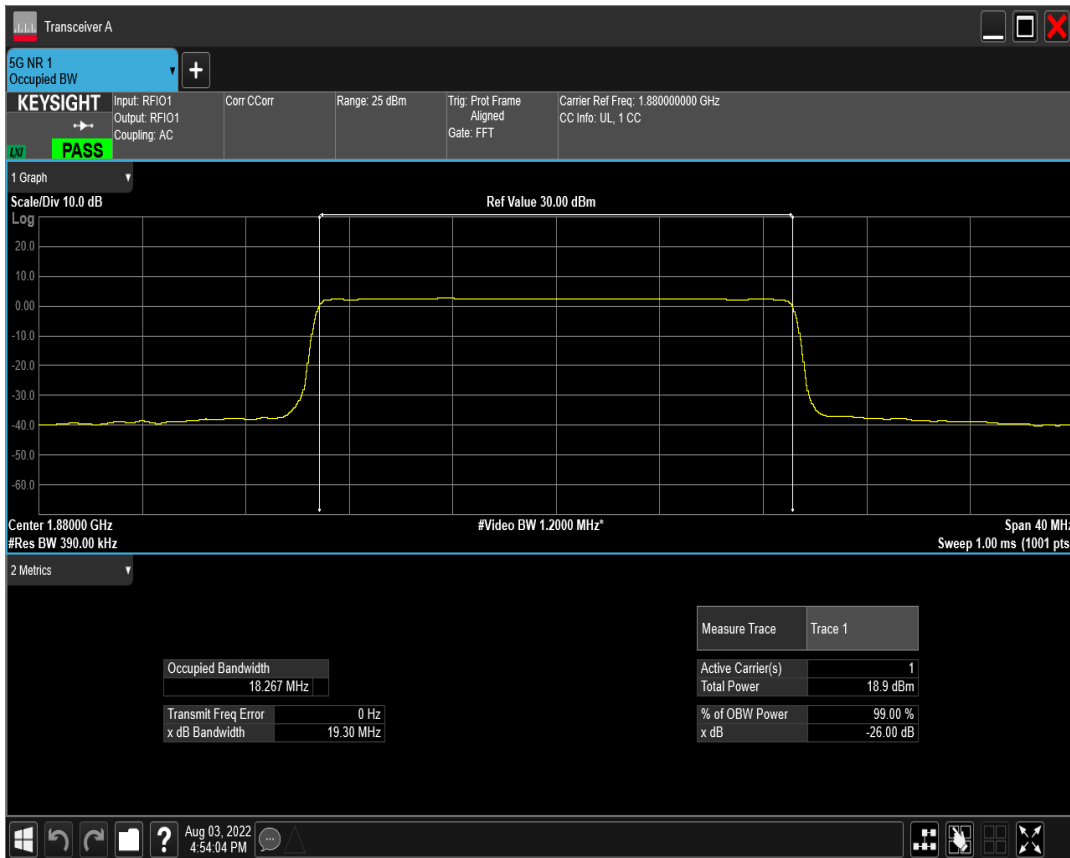 Transceiver A
5G NR 1
Occupied BW
+
KEYSIGHT
LXI
PASS
Input: RFIO1
Output: RFIO1
Coupling: AC
Corr CCorr
Range: 25 dBm
Trig: Prot Frame
Aligned
Gate: FFT
Carrier Ref Freq: 1.880000000 GHz
CC Info: UL, 1 CC
1 Graph
Scale/Div 10.0 dB
Ref Value 30.00 dBm
Log
20.0
10.0
0.00
-10.0
-20.0
-30.0
-40.0
-50.0
-60.0
Center 1.88000 GHz
#Video BW 1.2000 MHz*
Span 40 MHz
#Res BW 390.00 kHz
Sweep 1.00 ms (1001 pts
2 Metrics
Measure Trace Trace 1
Occupied Bandwidth
18.267 MHz
Active Carrier(s) 1
Total Power 18.9 dBm
Transmit Freq Error 0 Hz
x dB Bandwidth 19.30 MHz
% of OBW Power 99.00 %
x dB -26.00 dB
?
Aug 03, 2022
4:54:04 PM